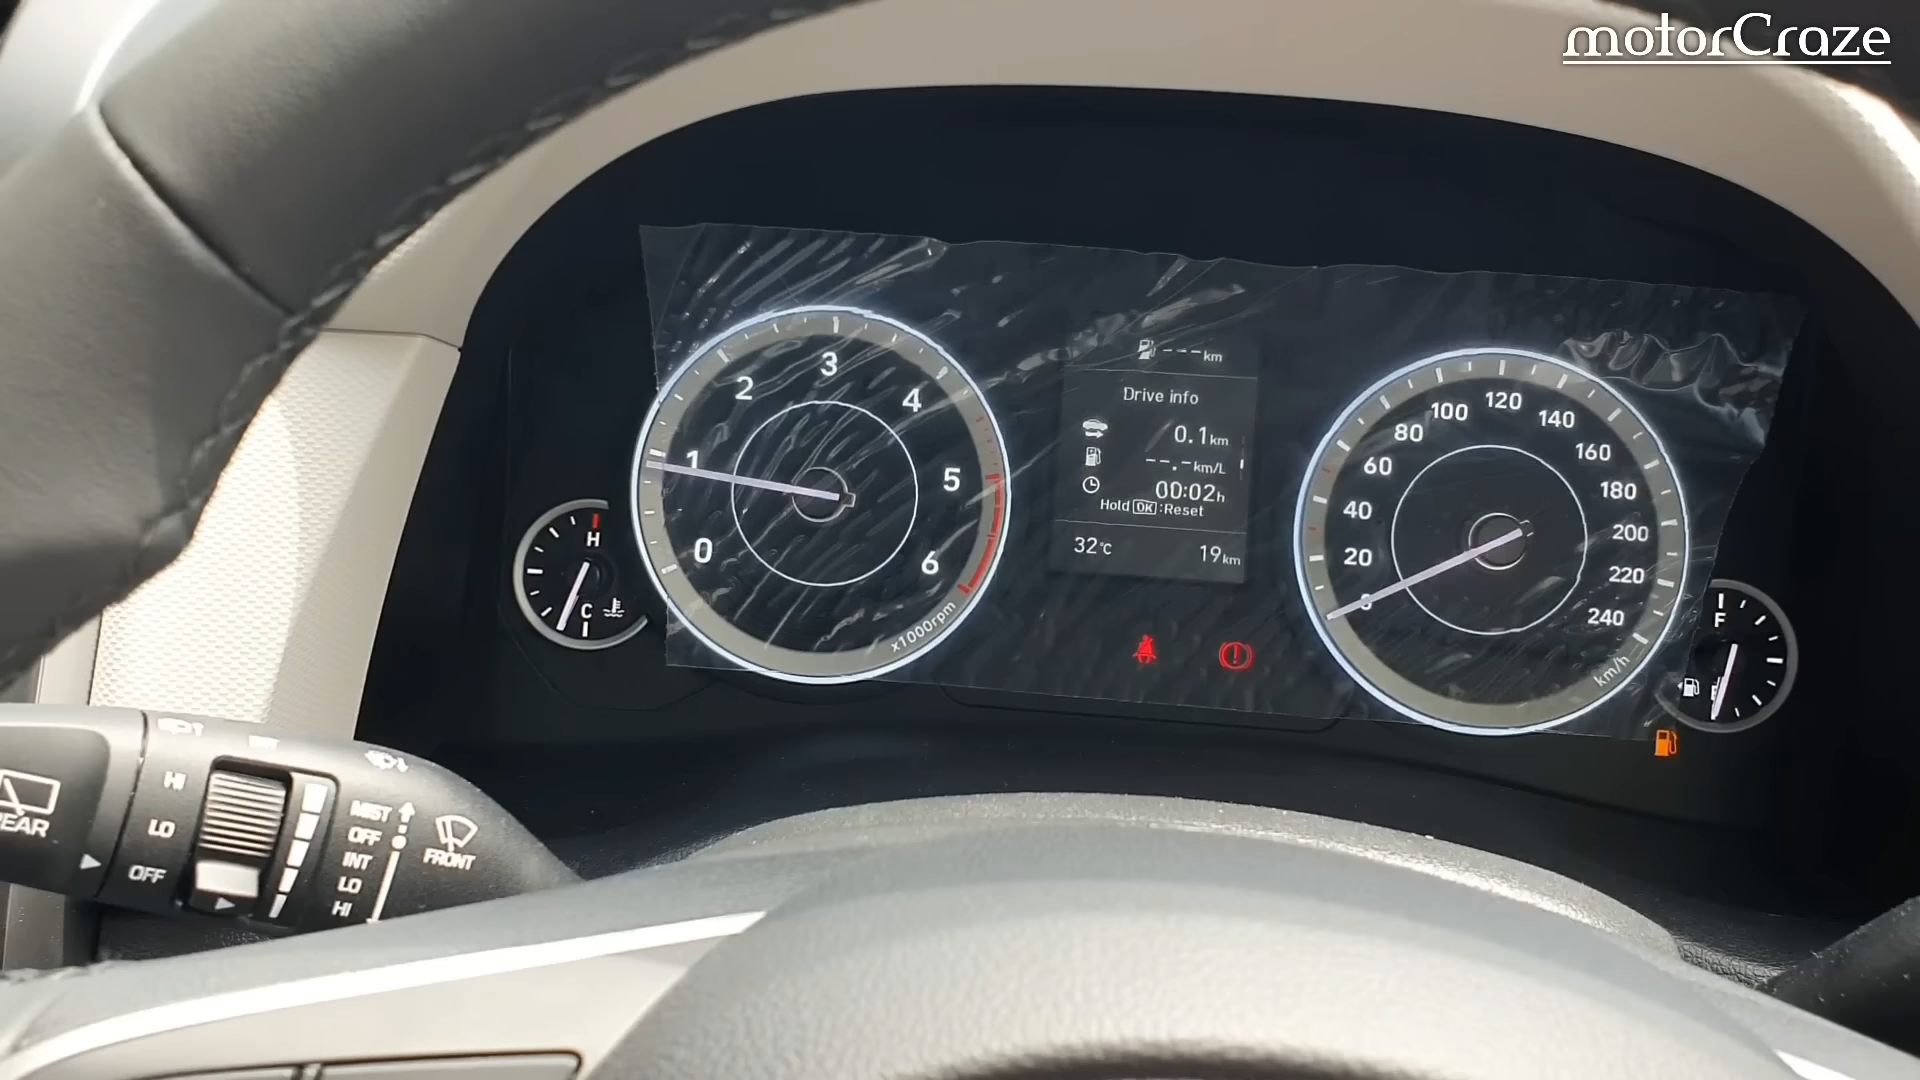 motorCraze
---km
Drive info
0.1km
--.-km/L
00:02h
Hold OK :Reset
32℃ 19km
0
1
2
3
4
5
6
x1000rpm
H
C
0
20
40
60
80
100
120
140
160
180
200
220
240
km/h
F
E
REAR
HI
LO
OFF
MIST
OFF
INT
LO
HI
FRONT